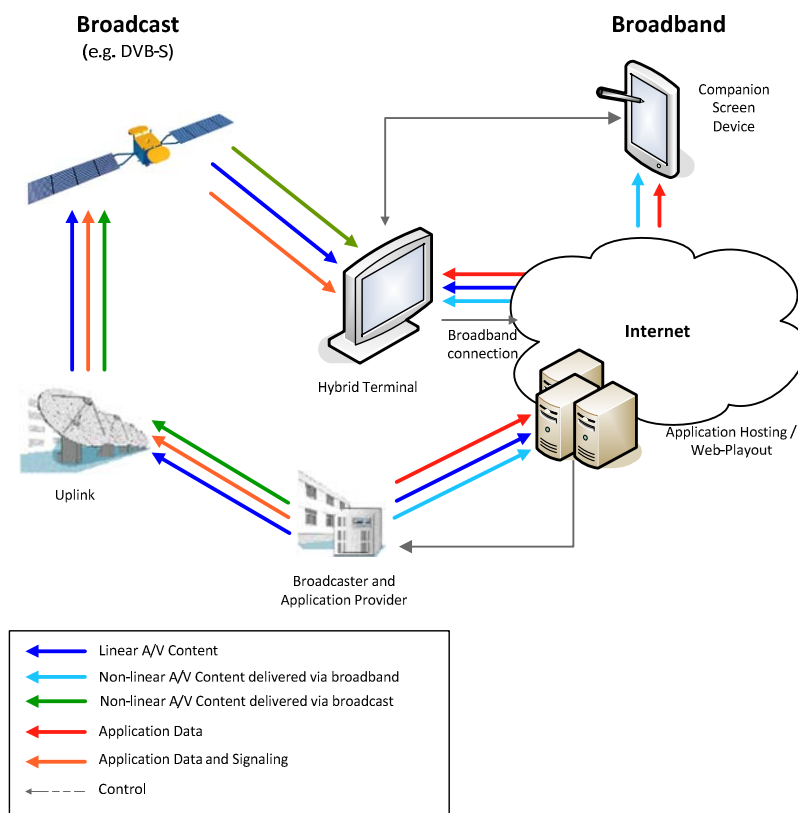 Broadcast
(e.g. DVB-S)
Broadband
Companion
Screen
Device
Internet
Broadband
connection
Hybrid Terminal
Application Hosting /
Web-Playout
Uplink
Broadcaster and
Application Provider
Linear A/V Content
Non-linear A/V Content delivered via broadband
Non-linear A/V Content delivered via broadcast
Application Data
Application Data and Signaling
Control